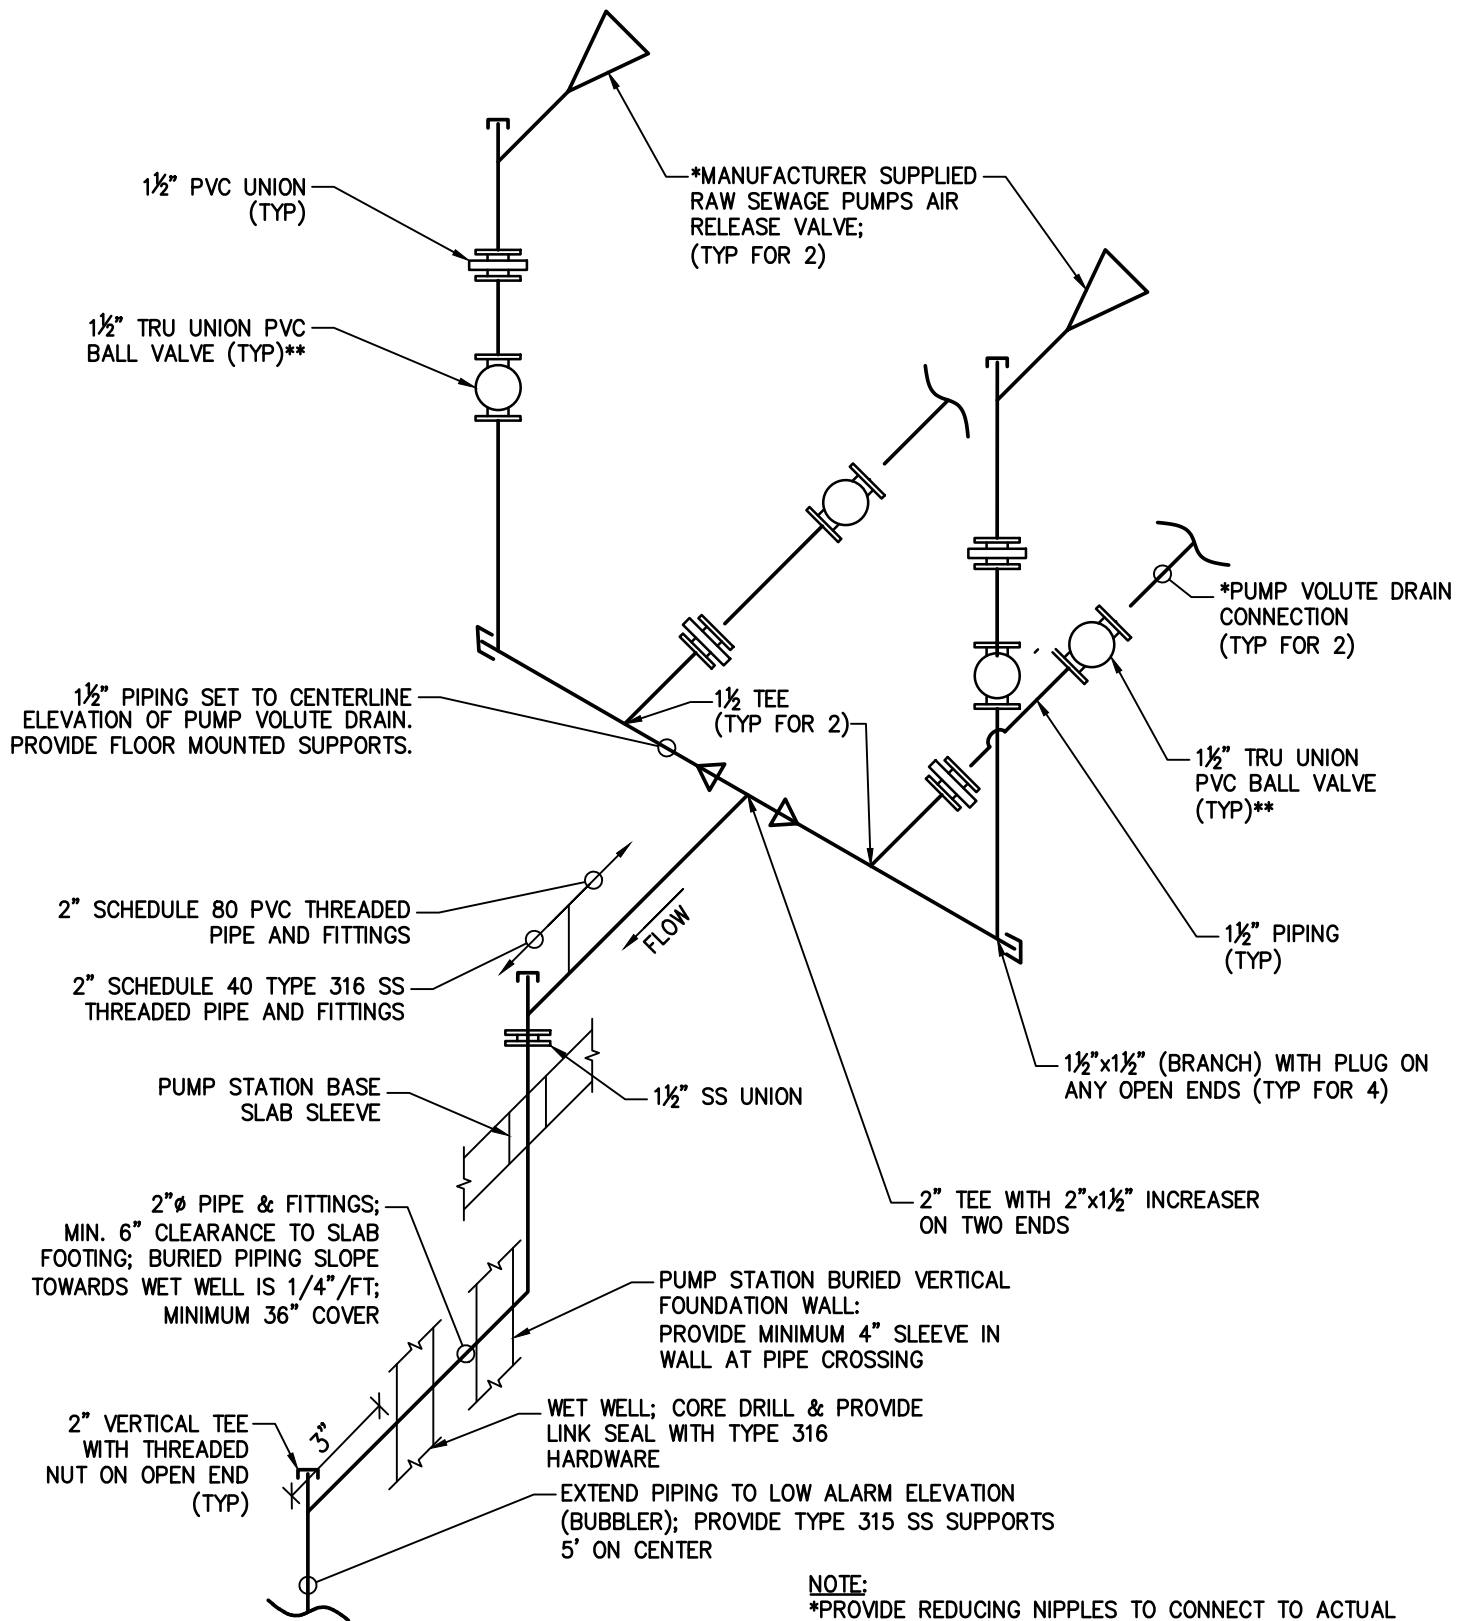 *MANUFACTURER SUPPLIED
RAW SEWAGE PUMPS AIR
RELEASE VALVE;
(TYP FOR 2)
1½" PVC UNION
(TYP)
1½" TRU UNION PVC
BALL VALVE (TYP)**
*PUMP VOLUTE DRAIN
CONNECTION
(TYP FOR 2)
1½" PIPING SET TO CENTERLINE
ELEVATION OF PUMP VOLUTE DRAIN.
PROVIDE FLOOR MOUNTED SUPPORTS.
1½ TEE
(TYP FOR 2)
1½" TRU UNION
PVC BALL VALVE
(TYP)**
2" SCHEDULE 80 PVC THREADED
PIPE AND FITTINGS
FLOW
1½" PIPING
(TYP)
2" SCHEDULE 40 TYPE 316 SS
THREADED PIPE AND FITTINGS
1½"x1½" (BRANCH) WITH PLUG ON
ANY OPEN ENDS (TYP FOR 4)
PUMP STATION BASE
SLAB SLEEVE
1½" SS UNION
2" TEE WITH 2"x1½" INCREASER
ON TWO ENDS
2"ø PIPE & FITTINGS;
MIN. 6" CLEARANCE TO SLAB
FOOTING; BURIED PIPING SLOPE
TOWARDS WET WELL IS 1/4"/FT;
MINIMUM 36" COVER
PUMP STATION BURIED VERTICAL
FOUNDATION WALL:
PROVIDE MINIMUM 4" SLEEVE IN
WALL AT PIPE CROSSING
3"
2" VERTICAL TEE
WITH THREADED
NUT ON OPEN END
(TYP)
WET WELL; CORE DRILL & PROVIDE
LINK SEAL WITH TYPE 316
HARDWARE
EXTEND PIPING TO LOW ALARM ELEVATION
(BUBBLER); PROVIDE TYPE 315 SS SUPPORTS
5' ON CENTER
NOTE:
*PROVIDE REDUCING NIPPLES TO CONNECT TO ACTUAL